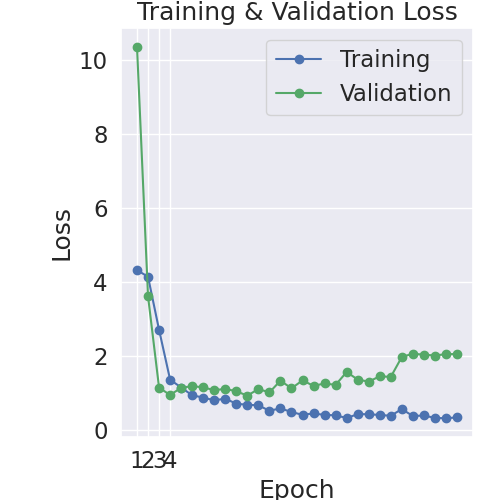 Training & Validation Loss
Training
Validation
Loss
10
8
6
4
2
0
1234
Epoch